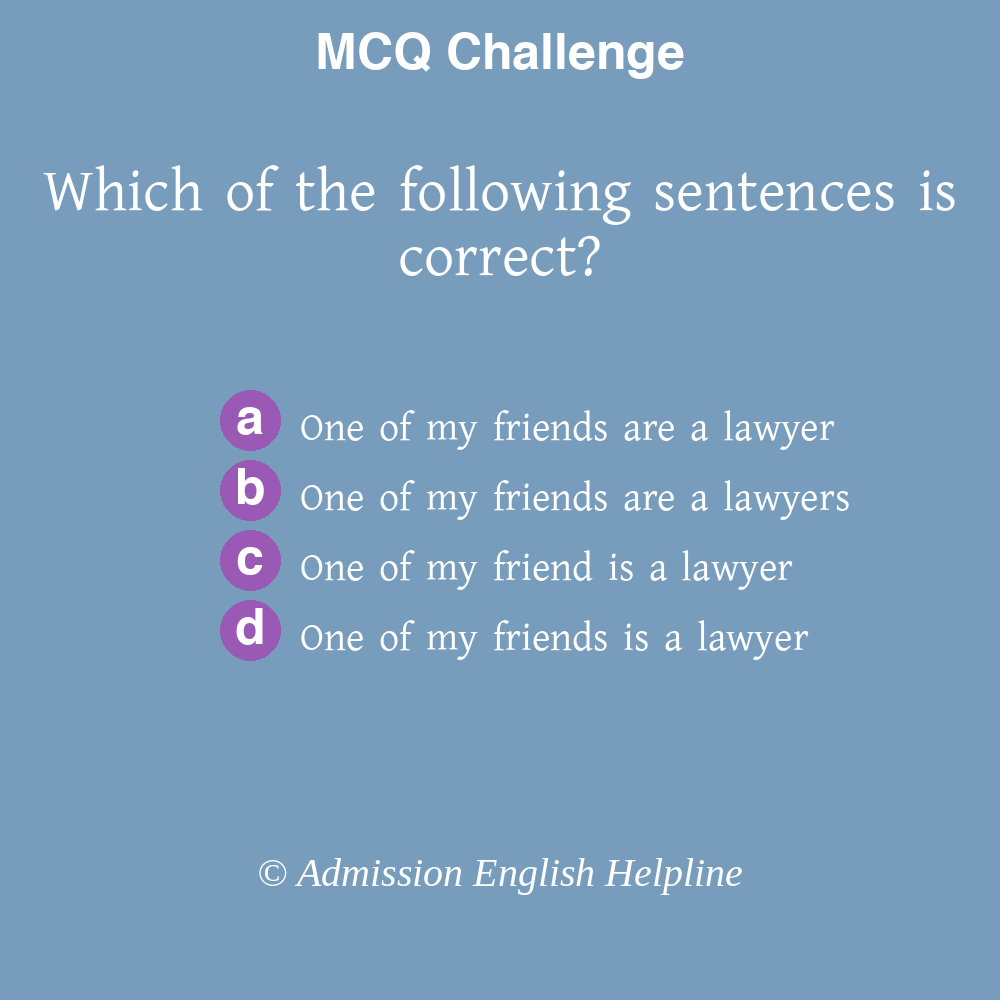 MCQ Challenge
Which of the following sentences is
correct?
a One of my friends are a lawyer
b One of my friends are a lawyers
c One of my friend is a lawyer
d One of my friends is a lawyer
© Admission English Helpline